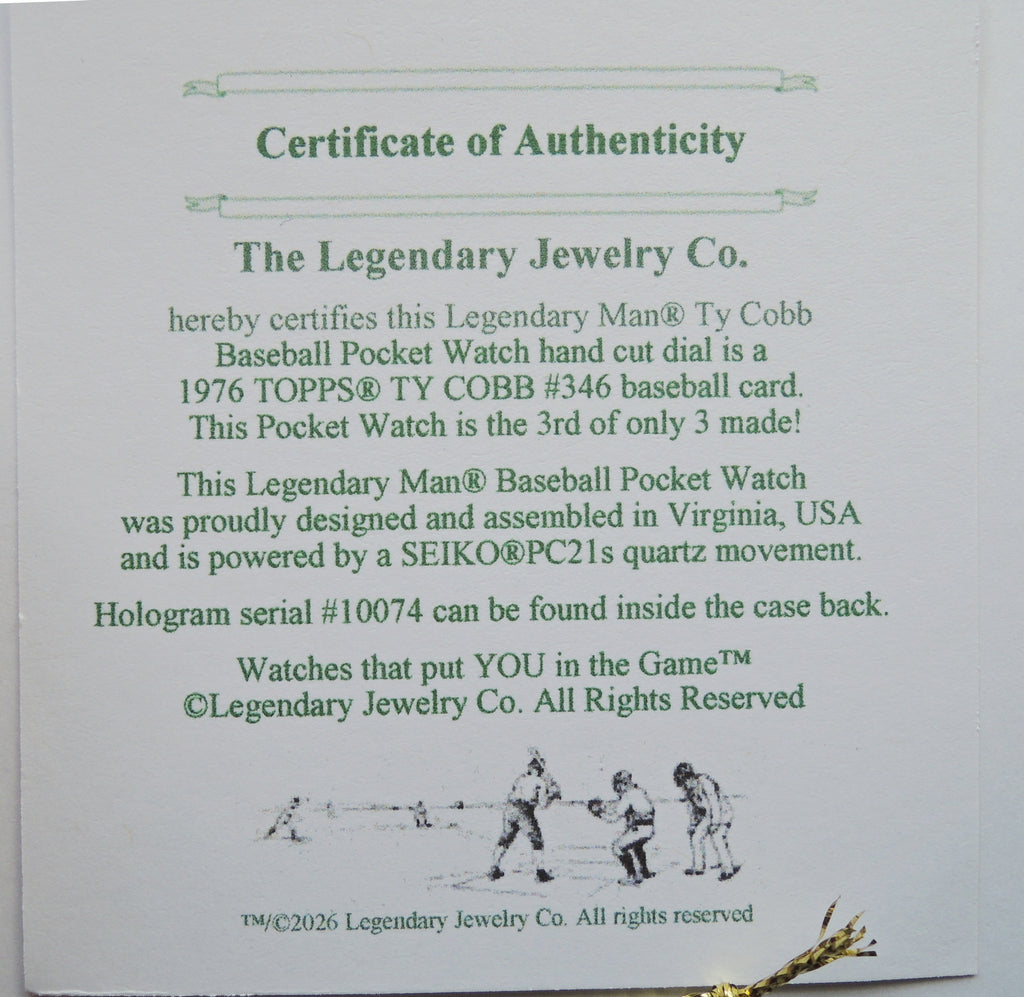 Certificate of Authenticity
The Legendary Jewelry Co.
hereby certifies this Legendary Man® Ty Cobb
Baseball Pocket Watch hand cut dial is a
1976 TOPPS® TY COBB #346 baseball card.
This Pocket Watch is the 3rd of only 3 made!
This Legendary Man® Baseball Pocket Watch
was proudly designed and assembled in Virginia, USA
and is powered by a SEIKO®PC21s quartz movement.
Hologram serial #10074 can be found inside the case back.
Watches that put YOU in the Game™
©Legendary Jewelry Co. All Rights Reserved
™/©2026 Legendary Jewelry Co. All rights reserved